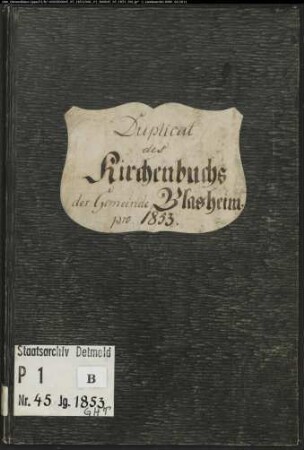 Duplicat
des
Kirchenbuchs
der Gemeinde Blasheim.
pro. 1853.
Staatsarchiv Detmold
P 1
B
Nr. 45 Jg. 1853
GHT